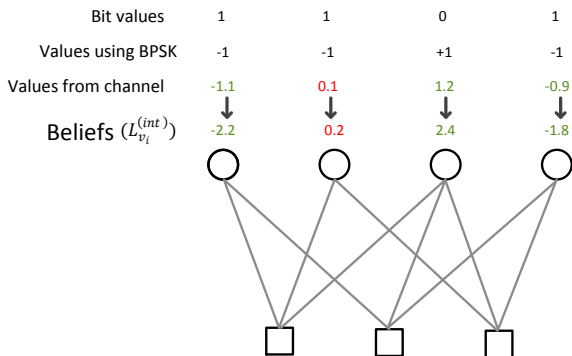 Bit values 1 1 0 1
Values using BPSK -1 -1 +1 -1
Values from channel -1.1 0.1 1.2 -0.9
Beliefs (L_{v_i}^{(int)}) -2.2 0.2 2.4 -1.8